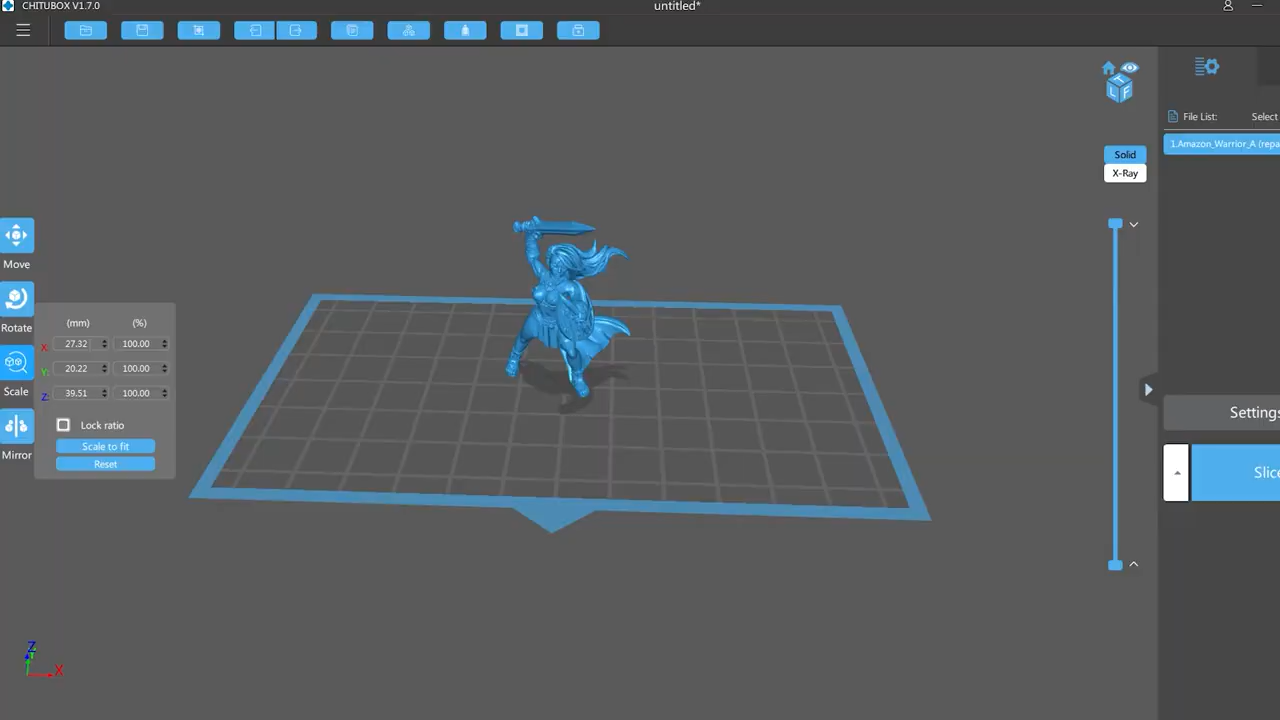 CHITUBOX V1.7.0
untitled*
T
L F
Solid
X-Ray
File List: Select
1.Amazon_Warrior_A (repa
Move
Rotate
Scale
Mirror
(mm) (%)
X: 27.32 100.00
Y: 20.22 100.00
Z: 39.51 100.00
Lock ratio
Scale to fit
Reset
Settings
Slice
Z
X